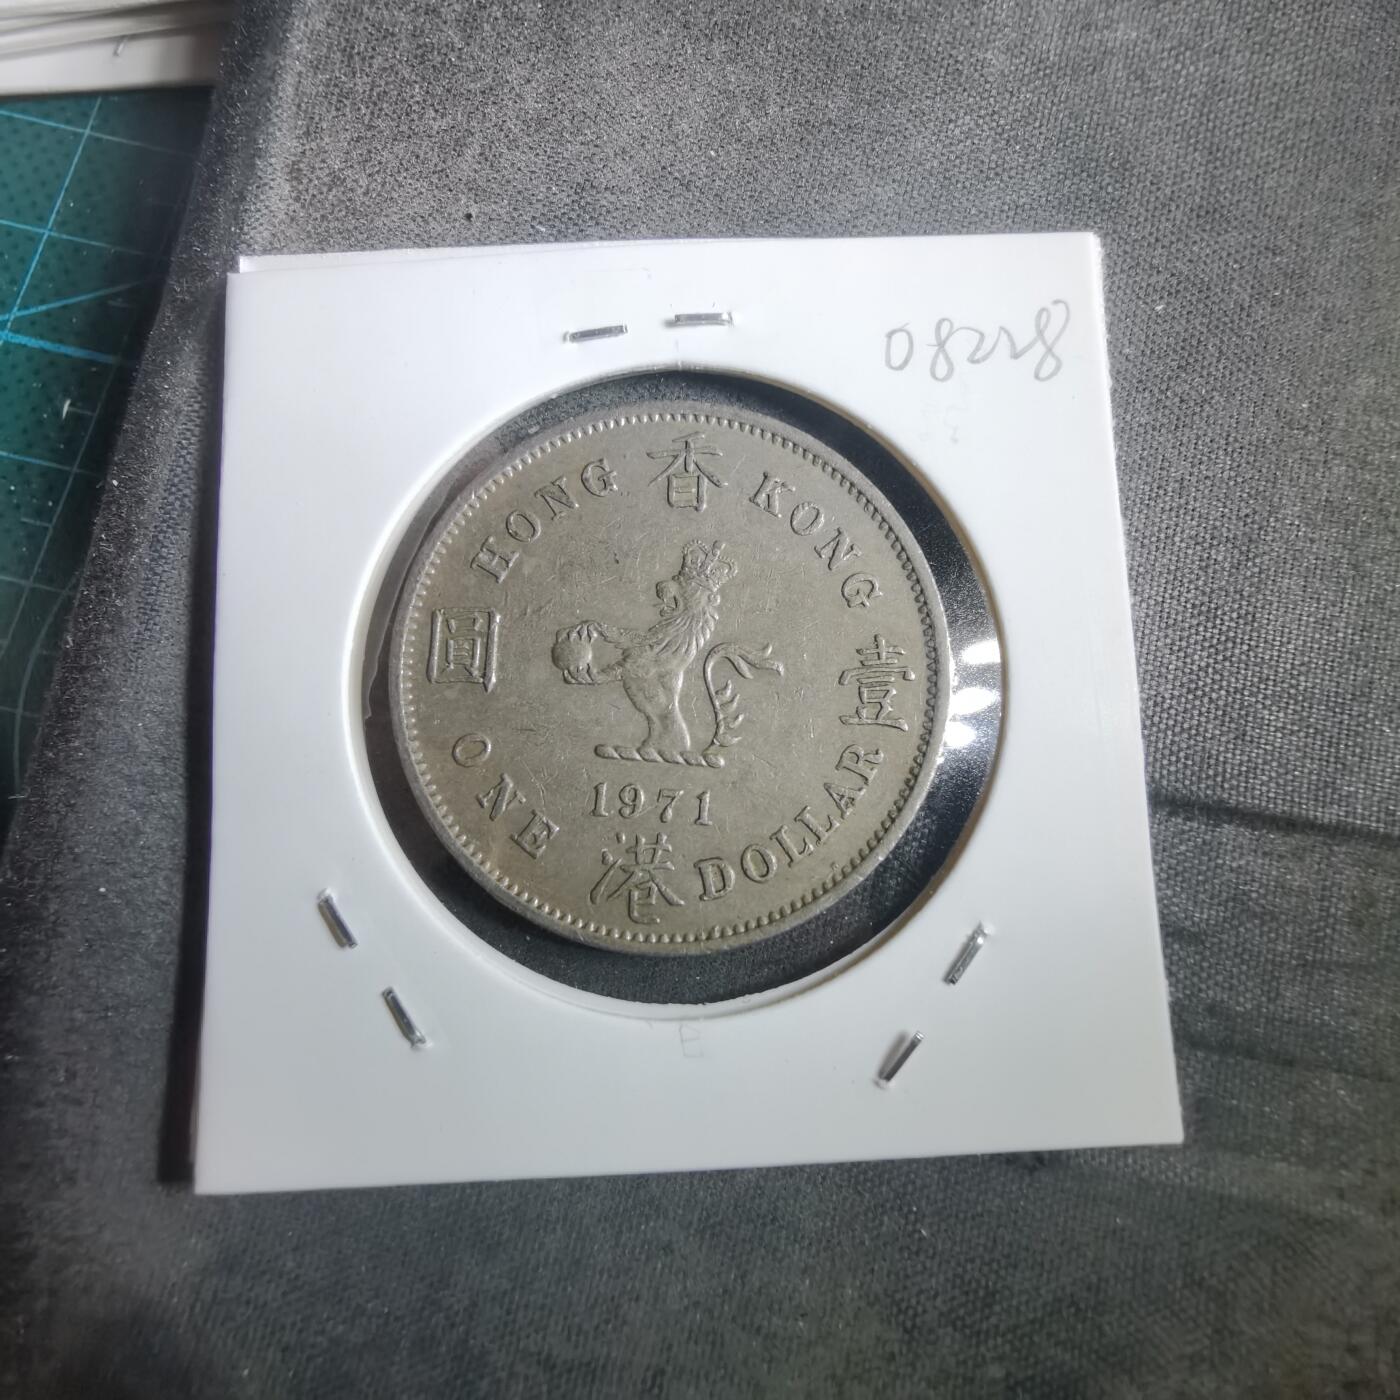 08228
香
HONG KONG
圓 壹
1971
港
ONE DOLLAR